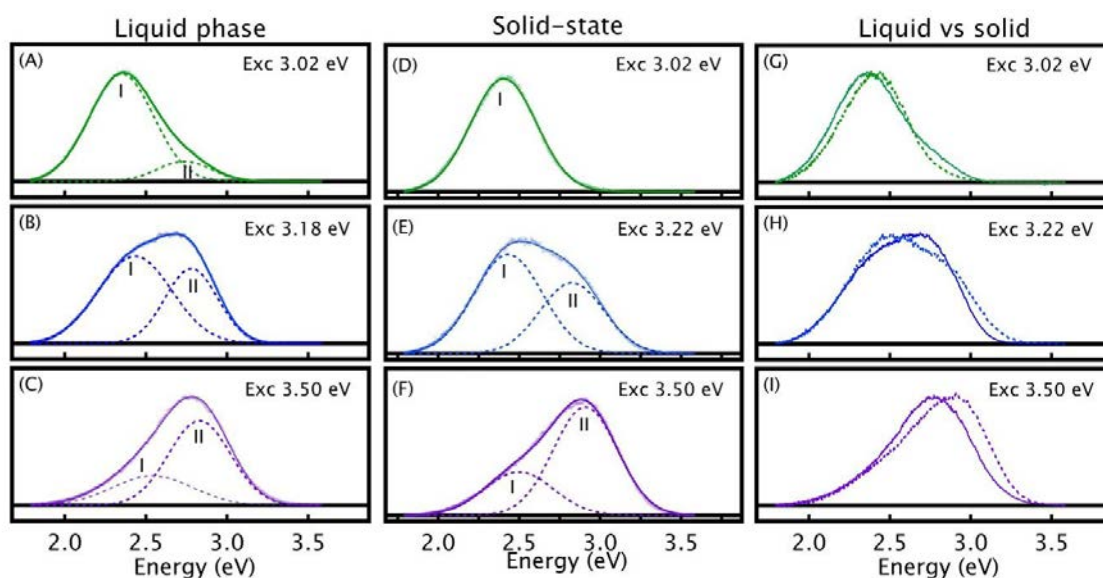 Liquid phase
Solid-state
Liquid vs solid
(A)
Exc 3.02 eV
I
II
(D)
Exc 3.02 eV
I
(G)
Exc 3.02 eV
(B)
Exc 3.18 eV
I
II
(E)
Exc 3.22 eV
I
II
(H)
Exc 3.22 eV
(C)
Exc 3.50 eV
I
II
(F)
Exc 3.50 eV
I
II
(I)
Exc 3.50 eV
2.0 2.5 3.0 3.5
Energy (eV)
2.0 2.5 3.0 3.5
Energy (eV)
2.0 2.5 3.0 3.5
Energy (eV)